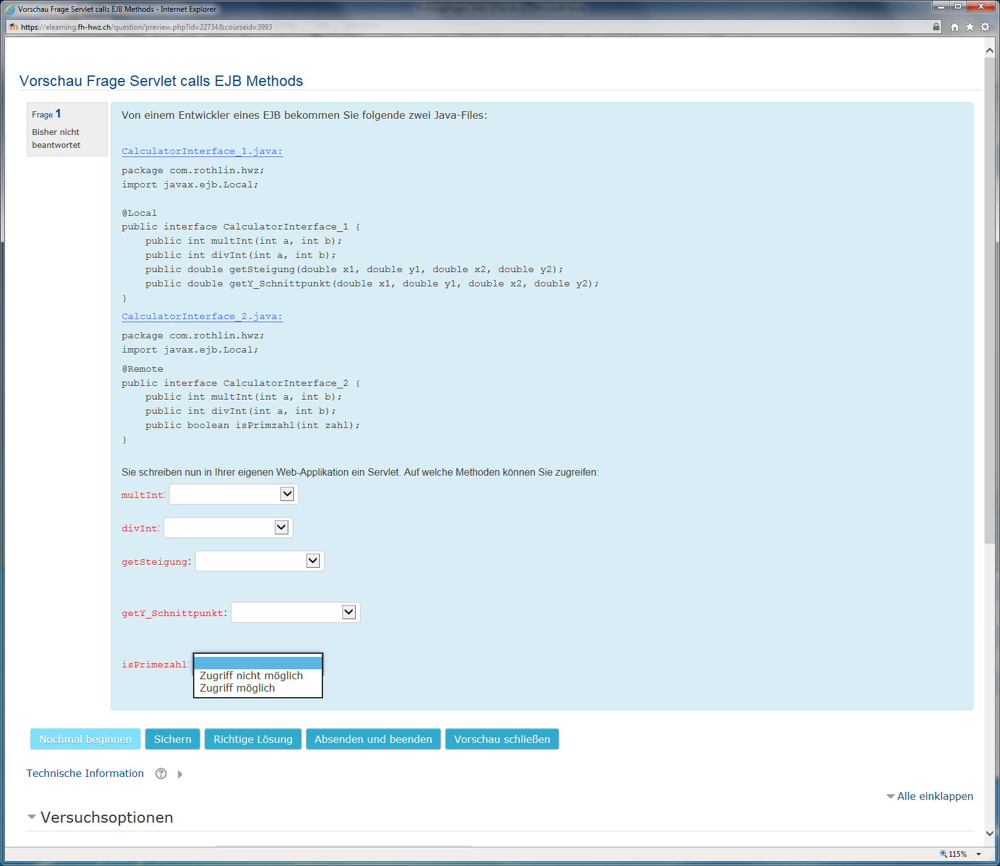 Vorschau Frage Servlet calls EJB Methods - Internet Explorer
https://elearning.fh-hwz.ch/question/preview.php?id=22734&courseid=3993
Vorschau Frage Servlet calls EJB Methods
Frage 1
Bisher nicht
beantwortet
Von einem Entwickler eines EJB bekommen Sie folgende zwei Java-Files:
CalculatorInterface_1.java:
package com.rothlin.hwz;
import javax.ejb.Local;
@Local
public interface CalculatorInterface_1 {
    public int multInt(int a, int b);
    public int divInt(int a, int b);
    public double getSteigung(double x1, double y1, double x2, double y2);
    public double getY_Schnittpunkt(double x1, double y1, double x2, double y2);
}
CalculatorInterface_2.java:
package com.rothlin.hwz;
import javax.ejb.Local;
@Remote
public interface CalculatorInterface_2 {
    public int multInt(int a, int b);
    public int divInt(int a, int b);
    public boolean isPrimzahl(int zahl);
}
Sie schreiben nun in Ihrer eigenen Web-Applikation ein Servlet. Auf welche Methoden können Sie zugreifen:
multInt:
divInt:
getSteigung:
getY_Schnittpunkt:
isPrimezahl:
Zugriff nicht möglich
Zugriff möglich
Nochmal beginnen Sichern Richtige Lösung Absenden und beenden Vorschau schließen
Technische Information
Alle einklappen
Versuchsoptionen
115%